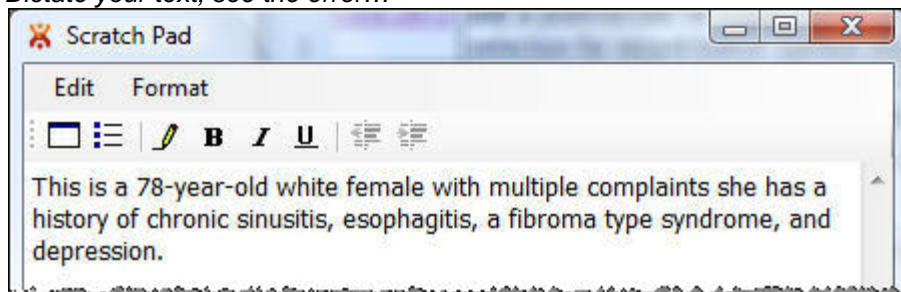 Dictate your text, see the error…
Scratch Pad
Edit Format
B I U
This is a 78-year-old white female with multiple complaints she has a
history of chronic sinusitis, esophagitis, a fibroma type syndrome, and
depression.